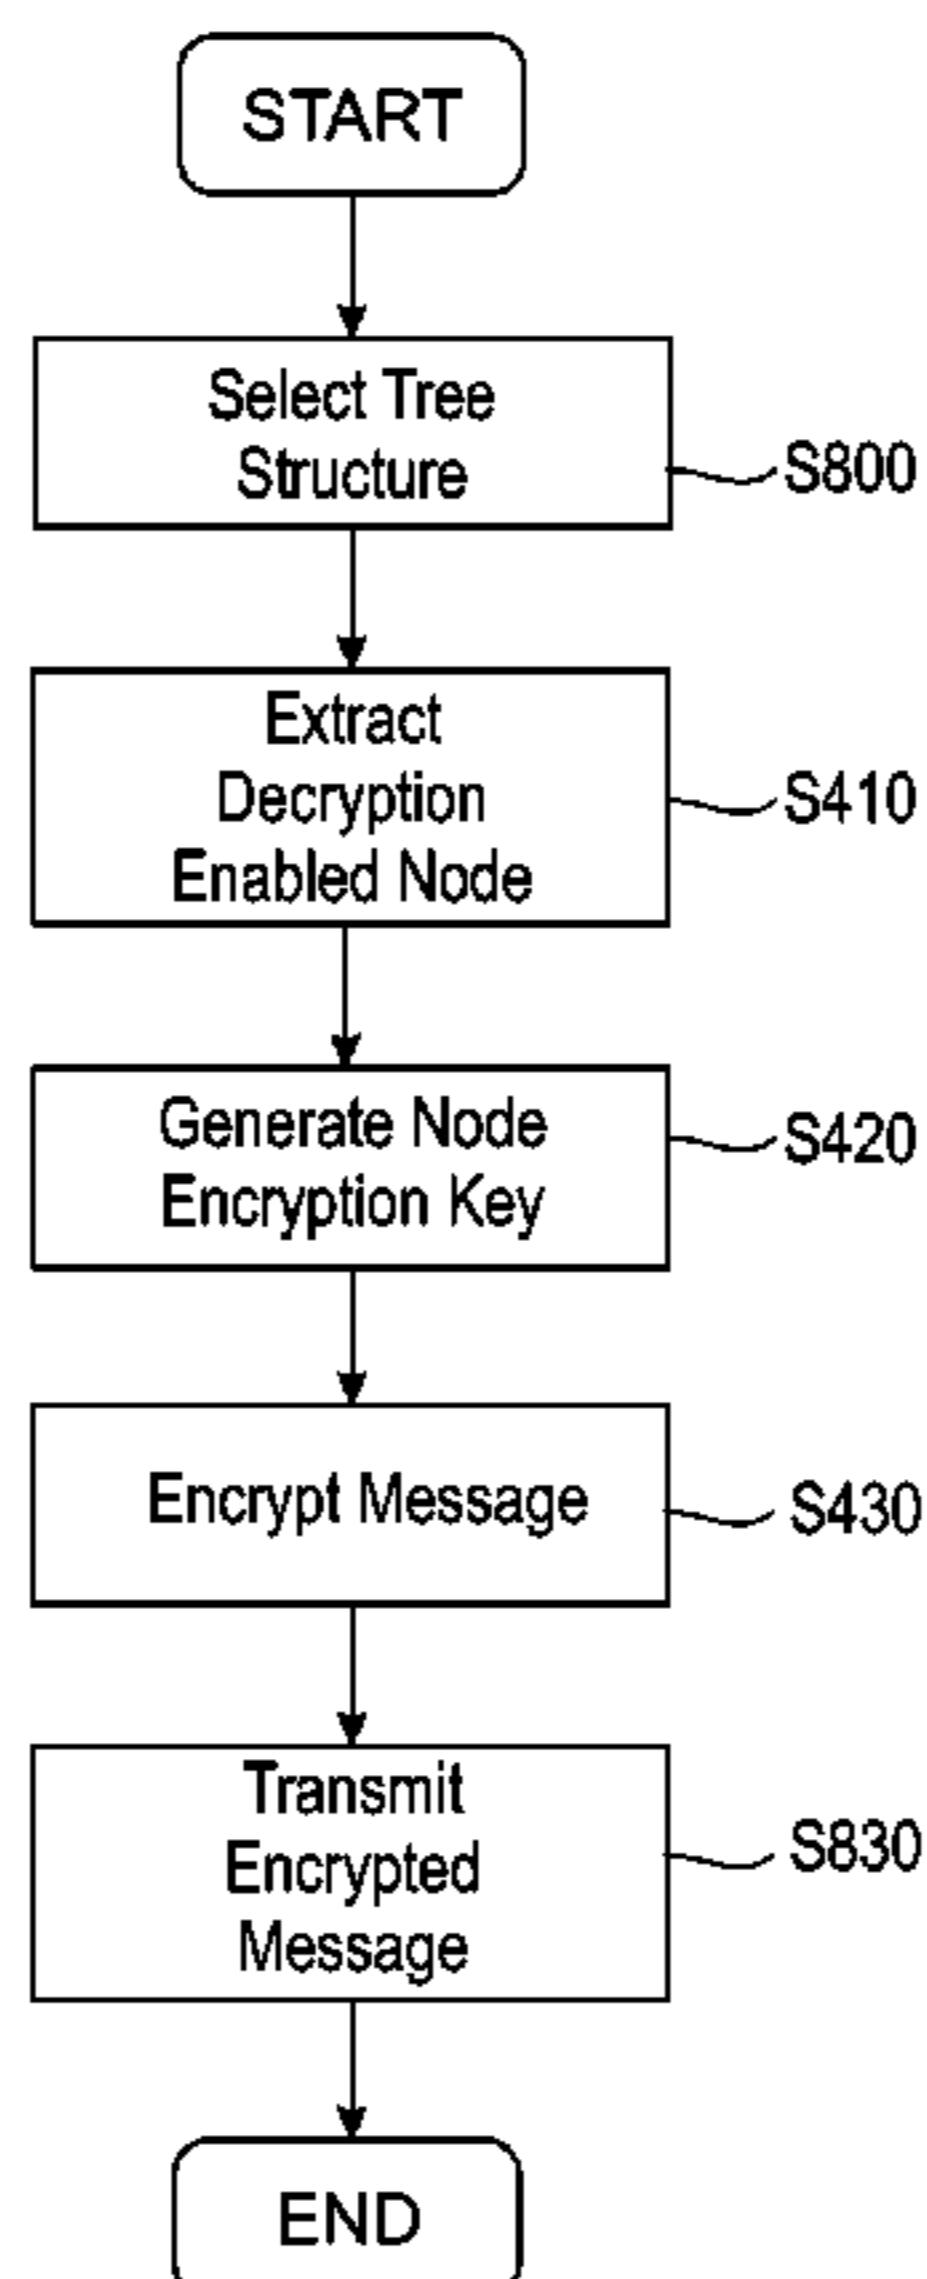 START
Select Tree
Structure
S800
Extract
Decryption
Enabled Node
S410
Generate Node
Encryption Key
S420
Encrypt Message
S430
Transmit
Encrypted
Message
S830
END